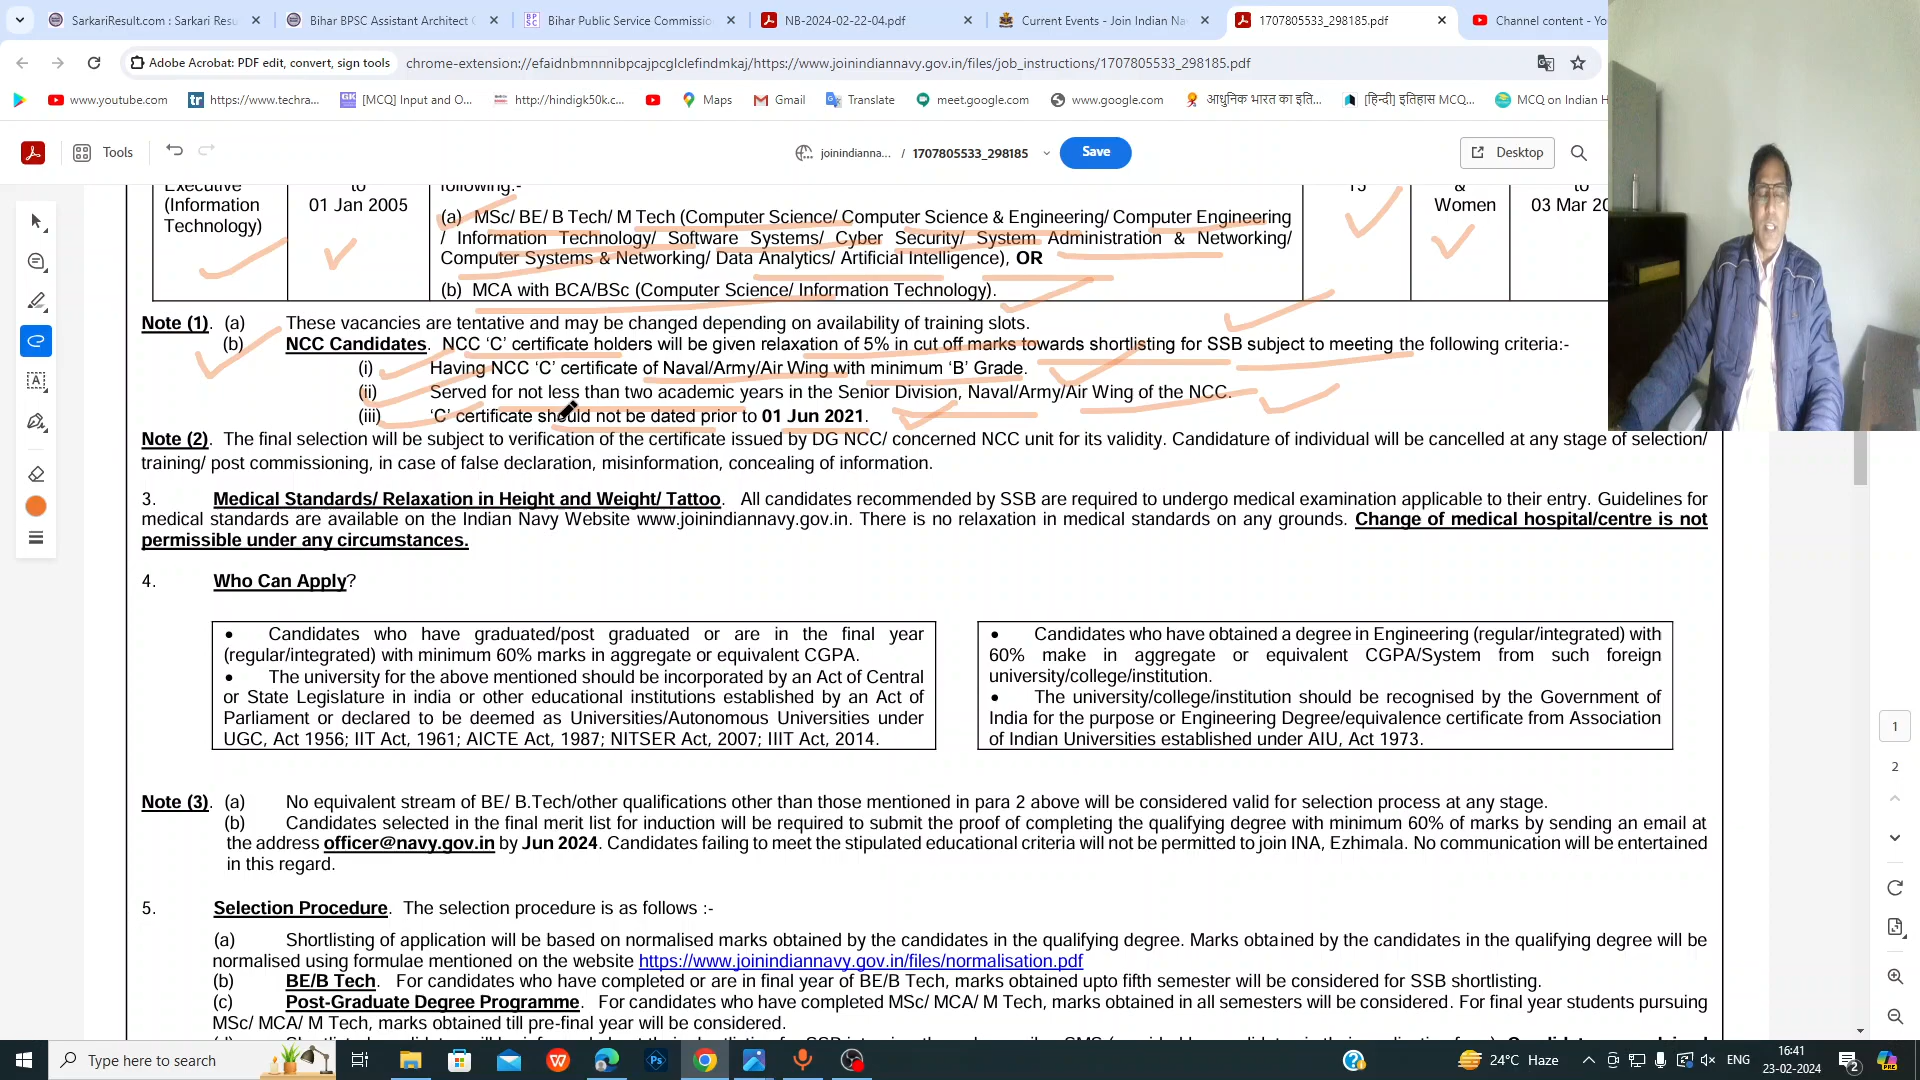 SarkariResult.com : Sarkari Resu
Bihar BPSC Assistant Architect
Bihar Public Service Commissio
NB-2024-02-22-04.pdf
Current Events - Join Indian Na
1707805533_298185.pdf
Channel content - Yo
Adobe Acrobat: PDF edit, convert, sign tools
chrome-extension://efaidnbmnnnibpcajpcglclefindmkaj/https://www.joinindiannavy.gov.in/files/job_instructions/1707805533_298185.pdf
www.youtube.com
https://www.techra...
[MCQ] Input and O...
http://hindigk50k.c...
Maps
Gmail
Translate
meet.google.com
www.google.com
आधुनिक भारत का इति...
[हिन्दी] इतिहास MCQ...
MCQ on Indian H
Tools
joinindianna... / 1707805533_298185
Save
Desktop
Executive
(Information
Technology)
to
01 Jan 2005
following:-
(a) MSc/ BE/ B Tech/ M Tech (Computer Science/ Computer Science & Engineering/ Computer Engineering
/ Information Technology/ Software Systems/ Cyber Security/ System Administration & Networking/
Computer Systems & Networking/ Data Analytics/ Artificial Intelligence), OR
(b) MCA with BCA/BSc (Computer Science/ Information Technology).
15
&
Women
to
03 Mar 20
Note (1). (a) These vacancies are tentative and may be changed depending on availability of training slots.
(b) NCC Candidates. NCC ‘C’ certificate holders will be given relaxation of 5% in cut off marks towards shortlisting for SSB subject to meeting the following criteria:-
(i) Having NCC ‘C’ certificate of Naval/Army/Air Wing with minimum ‘B’ Grade.
(ii) Served for not less than two academic years in the Senior Division, Naval/Army/Air Wing of the NCC.
(iii) ‘C’ certificate should not be dated prior to 01 Jun 2021.
Note (2). The final selection will be subject to verification of the certificate issued by DG NCC/ concerned NCC unit for its validity. Candidature of individual will be cancelled at any stage of selection/
training/ post commissioning, in case of false declaration, misinformation, concealing of information.
3. Medical Standards/ Relaxation in Height and Weight/ Tattoo. All candidates recommended by SSB are required to undergo medical examination applicable to their entry. Guidelines for
medical standards are available on the Indian Navy Website www.joinindiannavy.gov.in. There is no relaxation in medical standards on any grounds. Change of medical hospital/centre is not
permissible under any circumstances.
4. Who Can Apply?
• Candidates who have graduated/post graduated or are in the final year
(regular/integrated) with minimum 60% marks in aggregate or equivalent CGPA.
• The university for the above mentioned should be incorporated by an Act of Central
or State Legislature in india or other educational institutions established by an Act of
Parliament or declared to be deemed as Universities/Autonomous Universities under
UGC, Act 1956; IIT Act, 1961; AICTE Act, 1987; NITSER Act, 2007; IIIT Act, 2014.
• Candidates who have obtained a degree in Engineering (regular/integrated) with
60% make in aggregate or equivalent CGPA/System from such foreign
university/college/institution.
• The university/college/institution should be recognised by the Government of
India for the purpose or Engineering Degree/equivalence certificate from Association
of Indian Universities established under AIU, Act 1973.
Note (3). (a) No equivalent stream of BE/ B.Tech/other qualifications other than those mentioned in para 2 above will be considered valid for selection process at any stage.
(b) Candidates selected in the final merit list for induction will be required to submit the proof of completing the qualifying degree with minimum 60% of marks by sending an email at
the address officer@navy.gov.in by Jun 2024. Candidates failing to meet the stipulated educational criteria will not be permitted to join INA, Ezhimala. No communication will be entertained
in this regard.
5. Selection Procedure. The selection procedure is as follows :-
(a) Shortlisting of application will be based on normalised marks obtained by the candidates in the qualifying degree. Marks obtained by the candidates in the qualifying degree will be
normalised using formulae mentioned on the website https://www.joinindiannavy.gov.in/files/normalisation.pdf
(b) BE/B Tech. For candidates who have completed or are in final year of BE/B Tech, marks obtained upto fifth semester will be considered for SSB shortlisting.
(c) Post-Graduate Degree Programme. For candidates who have completed MSc/ MCA/ M Tech, marks obtained in all semesters will be considered. For final year students pursuing
MSc/ MCA/ M Tech, marks obtained till pre-final year will be considered.
1
2
Type here to search
24°C Haze
ENG
16:41
23-02-2024
2